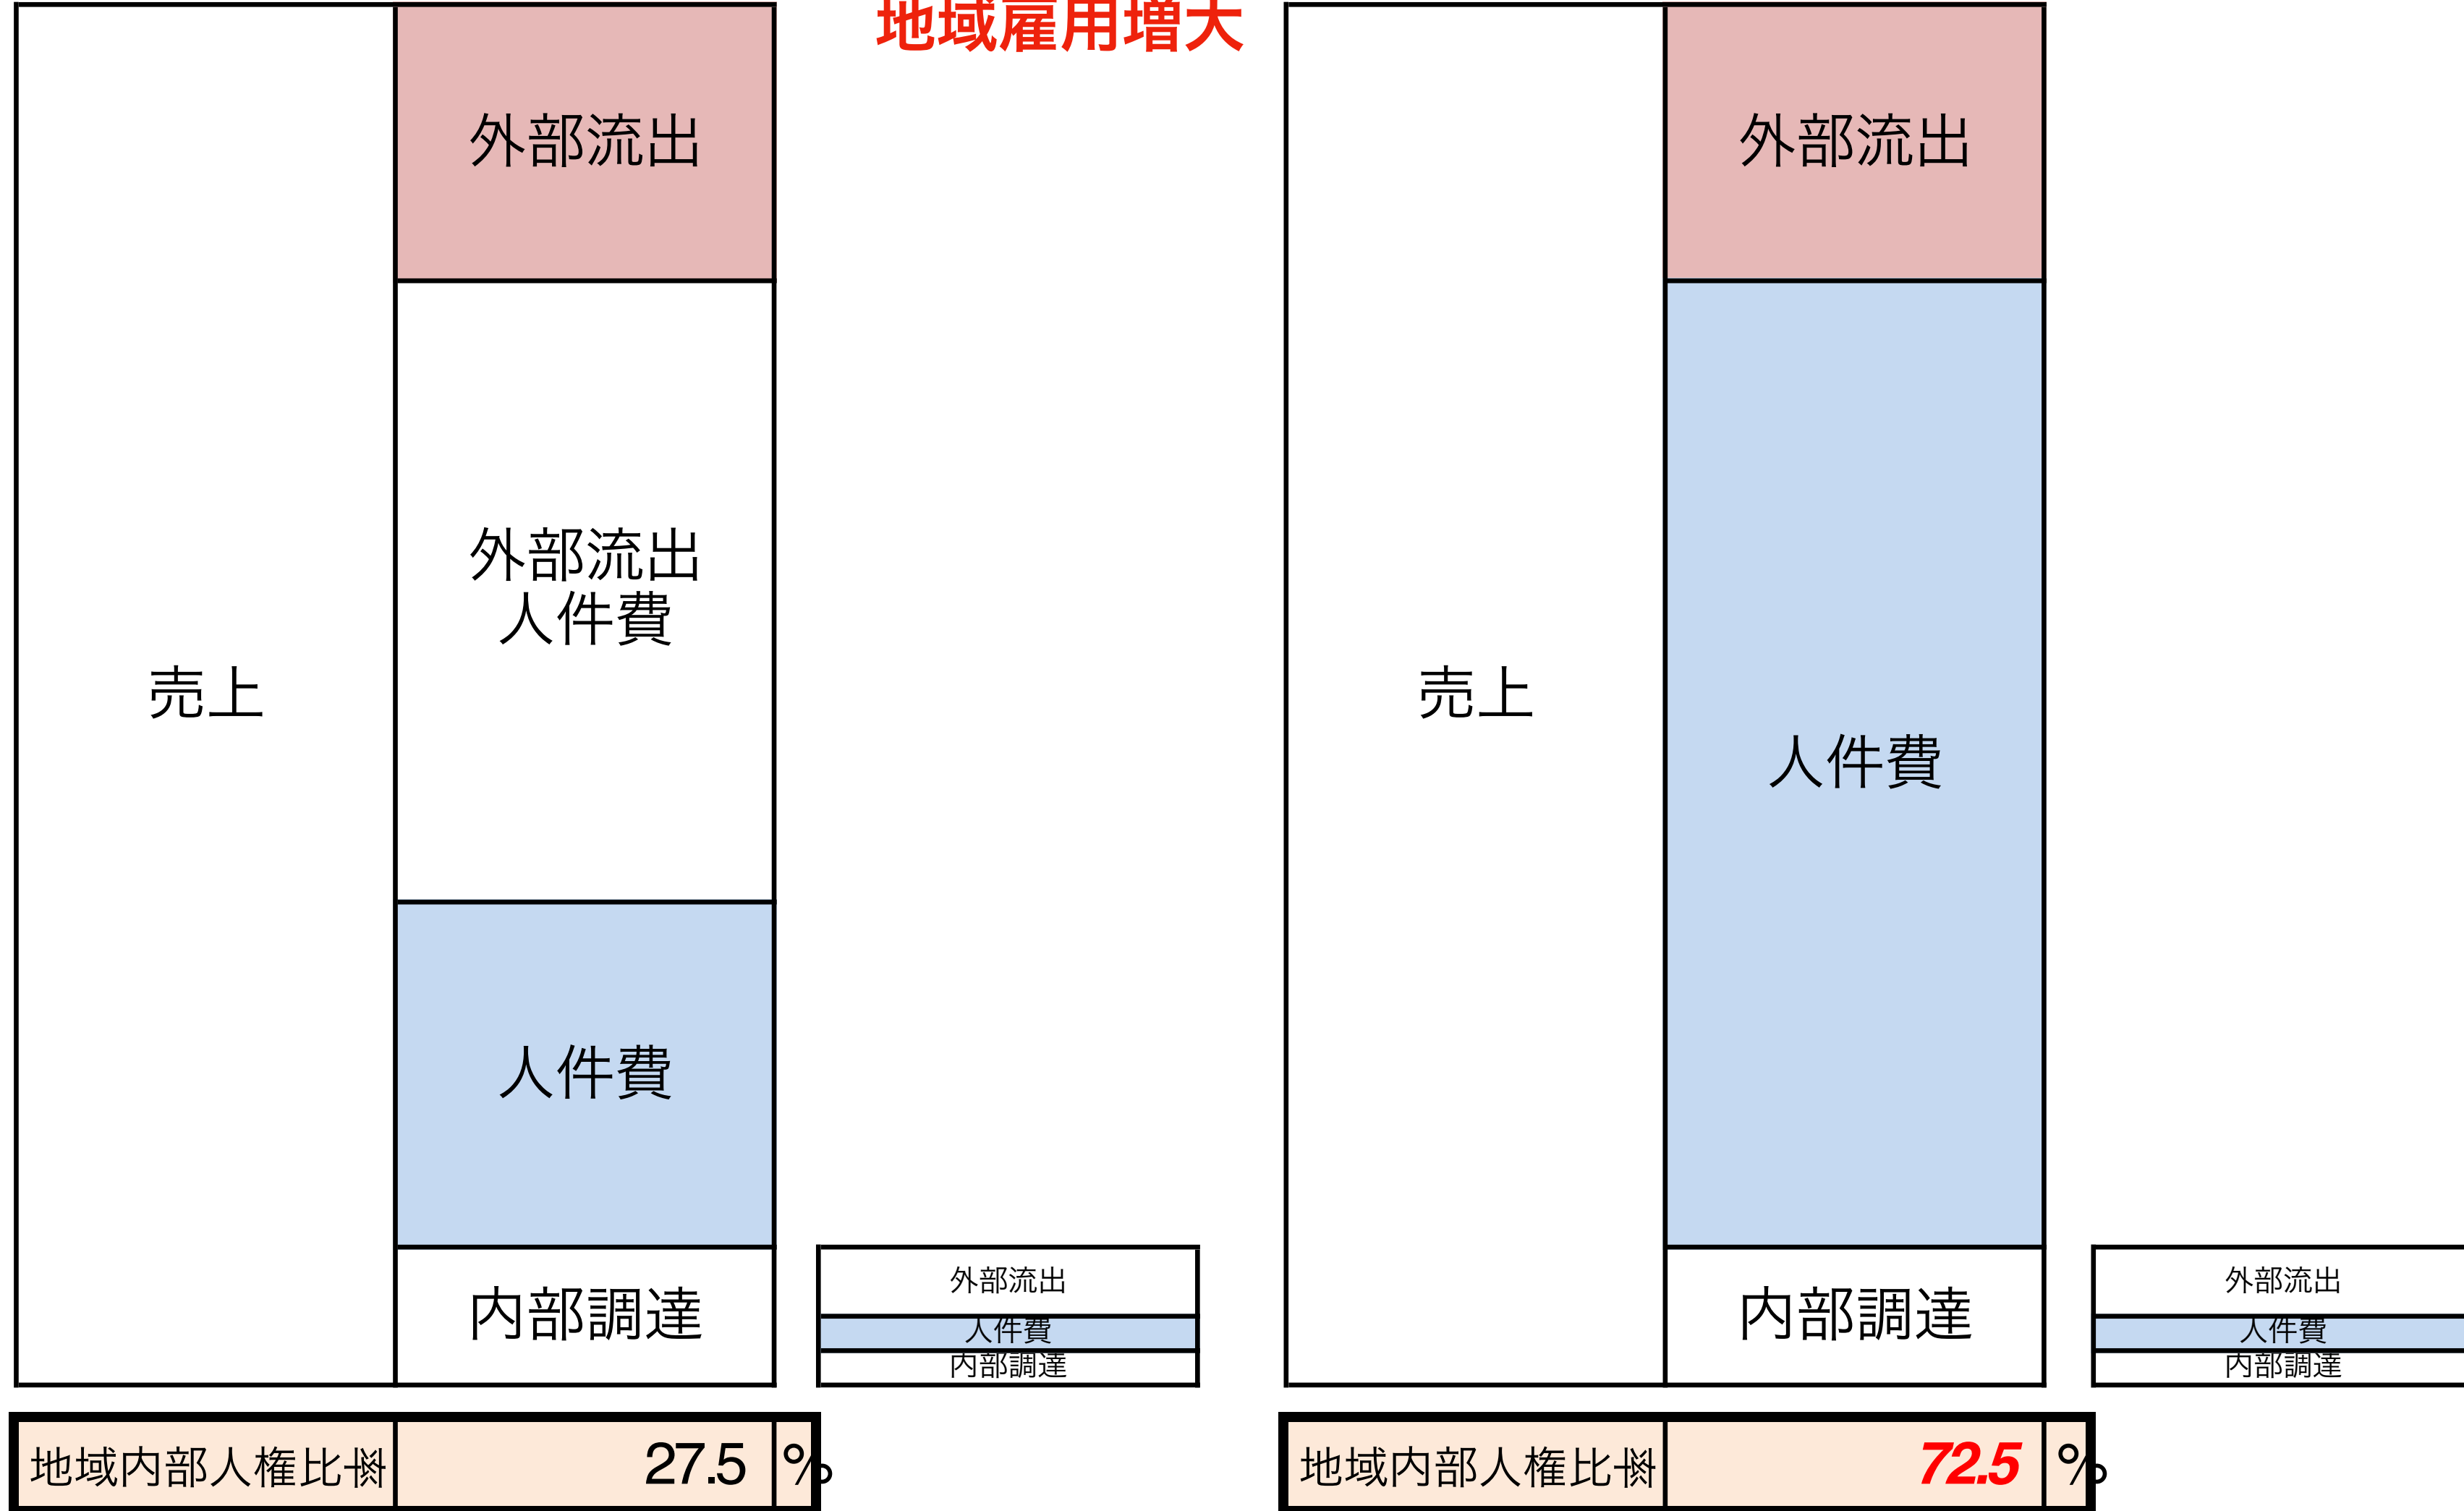 地域雇用増大
売上
外部流出
外部流出
人件費
人件費
内部調達
外部流出
人件費
内部調達
地域内部人権比率
27.5
%
売上
外部流出
人件費
内部調達
外部流出
人件費
内部調達
地域内部人権比率
72.5
%